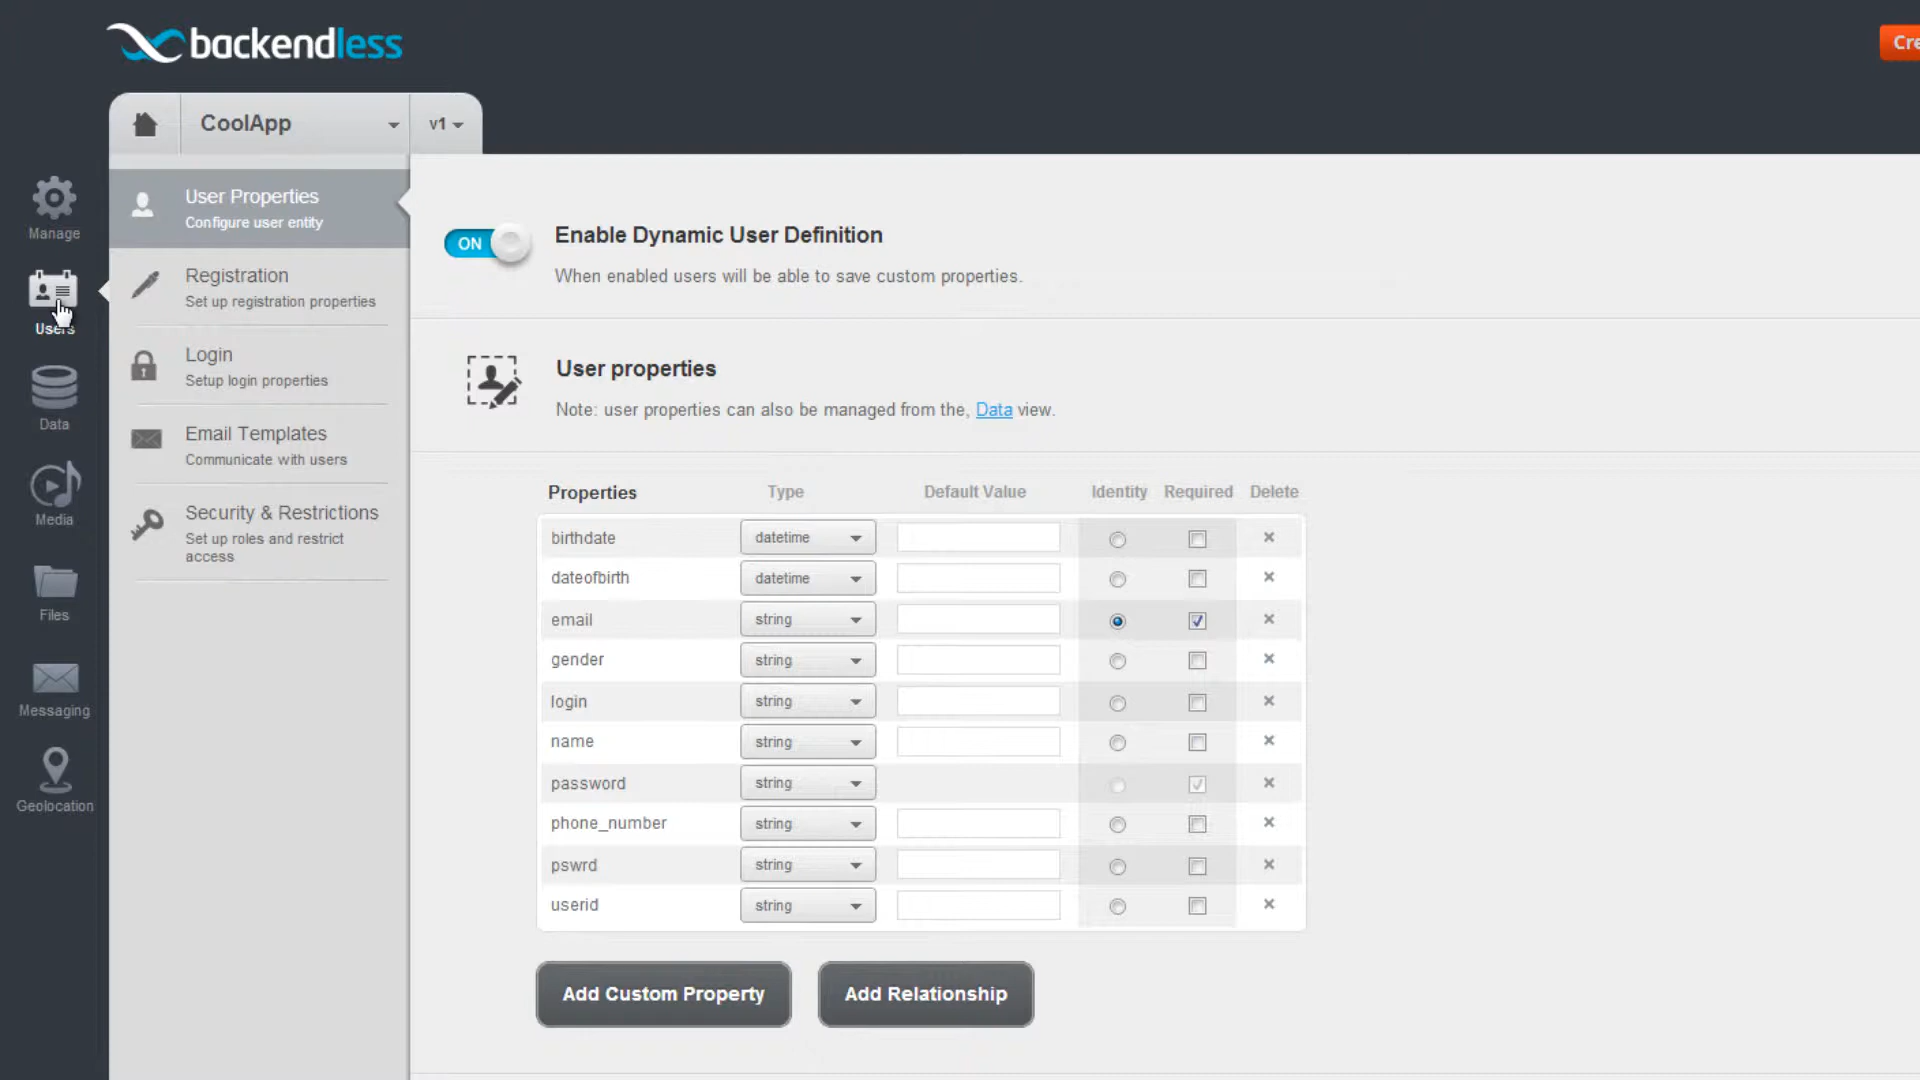 backendless
Cre
CoolApp
v1
Manage
Users
Data
Media
Files
Messaging
Geolocation
User Properties
Configure user entity
Registration
Set up registration properties
Login
Setup login properties
Email Templates
Communicate with users
Security & Restrictions
Set up roles and restrict
access
ON
Enable Dynamic User Definition
When enabled users will be able to save custom properties.
User properties
Note: user properties can also be managed from the, Data view.
Properties Type Default Value Identity Required Delete
birthdate datetime
dateofbirth datetime
email string
gender string
login string
name string
password string
phone_number string
pswrd string
userid string
Add Custom Property
Add Relationship